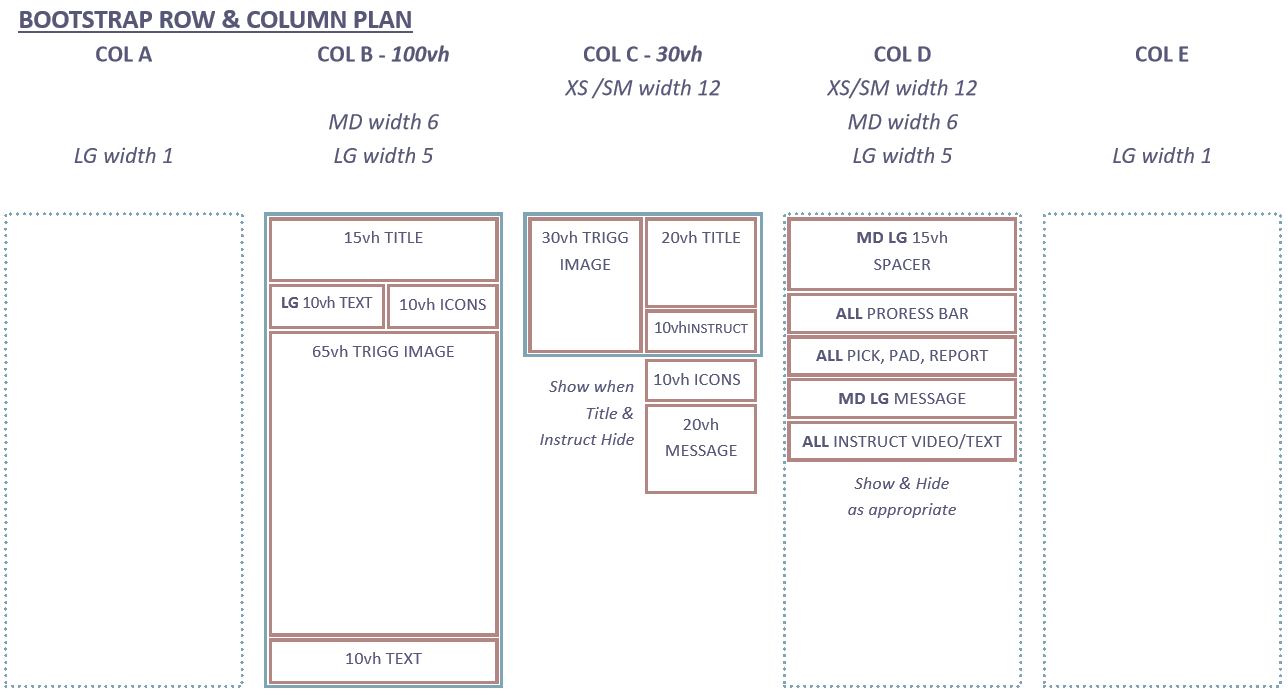 BOOTSTRAP ROW & COLUMN PLAN
COL A
LG width 1
COL B - 100vh
MD width 6
LG width 5
COL C - 30vh
XS /SM width 12
COL D
XS/SM width 12
MD width 6
LG width 5
COL E
LG width 1
15vh TITLE
LG 10vh TEXT
10vh ICONS
65vh TRIGG IMAGE
10vh TEXT
30vh TRIGG
IMAGE
20vh TITLE
10vhINSTRUCT
Show when
Title &
Instruct Hide
10vh ICONS
20vh
MESSAGE
MD LG 15vh
SPACER
ALL PRORESS BAR
ALL PICK, PAD, REPORT
MD LG MESSAGE
ALL INSTRUCT VIDEO/TEXT
Show & Hide
as appropriate